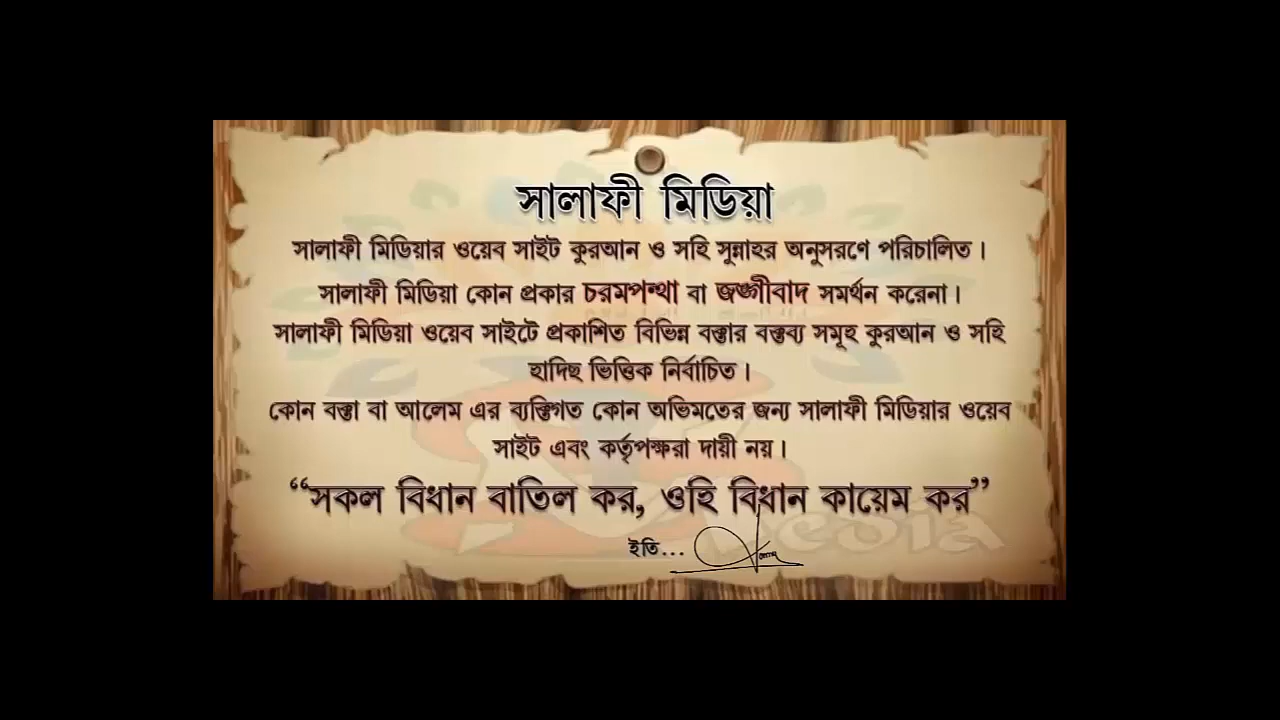 সালাফী মিডিয়া
সালাফী মিডিয়ার ওয়েব সাইট কুরআন ও সহি সুন্নাহর অনুসরণে পরিচালিত।
সালাফী মিডিয়া কোন প্রকার চরমপন্থা বা জঙ্গীবাদ সমর্থন করেনা।
সালাফী মিডিয়া ওয়েব সাইটে প্রকাশিত বিভিন্ন বক্তার বক্তব্য সমূহ কুরআন ও সহি
হাদিছ ভিত্তিক নির্বাচিত।
কোন বক্তা বা আলেম এর ব্যক্তিগত কোন অভিমতের জন্য সালাফী মিডিয়ার ওয়েব
সাইট এবং কর্তৃপক্ষরা দায়ী নয়।
“সকল বিধান বাতিল কর, ওহি বিধান কায়েম কর”
ইতি...